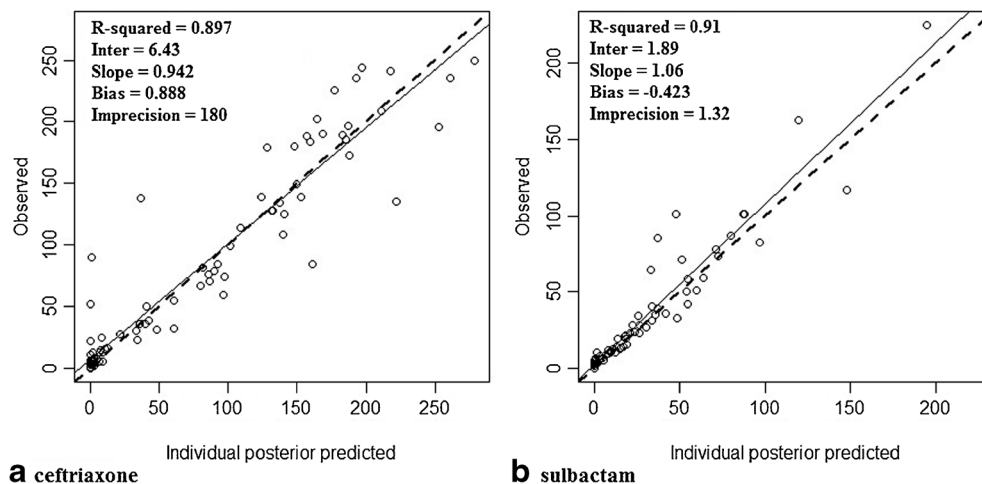 R-squared = 0.897
Inter = 6.43
Slope = 0.942
Bias = 0.888
Imprecision = 180
Observed
0
50
100
150
200
250
0 50 100 150 200 250
Individual posterior predicted
a ceftriaxone
R-squared = 0.91
Inter = 1.89
Slope = 1.06
Bias = -0.423
Imprecision = 1.32
Observed
0
50
100
150
200
0 50 100 150 200
Individual posterior predicted
b sulbactam